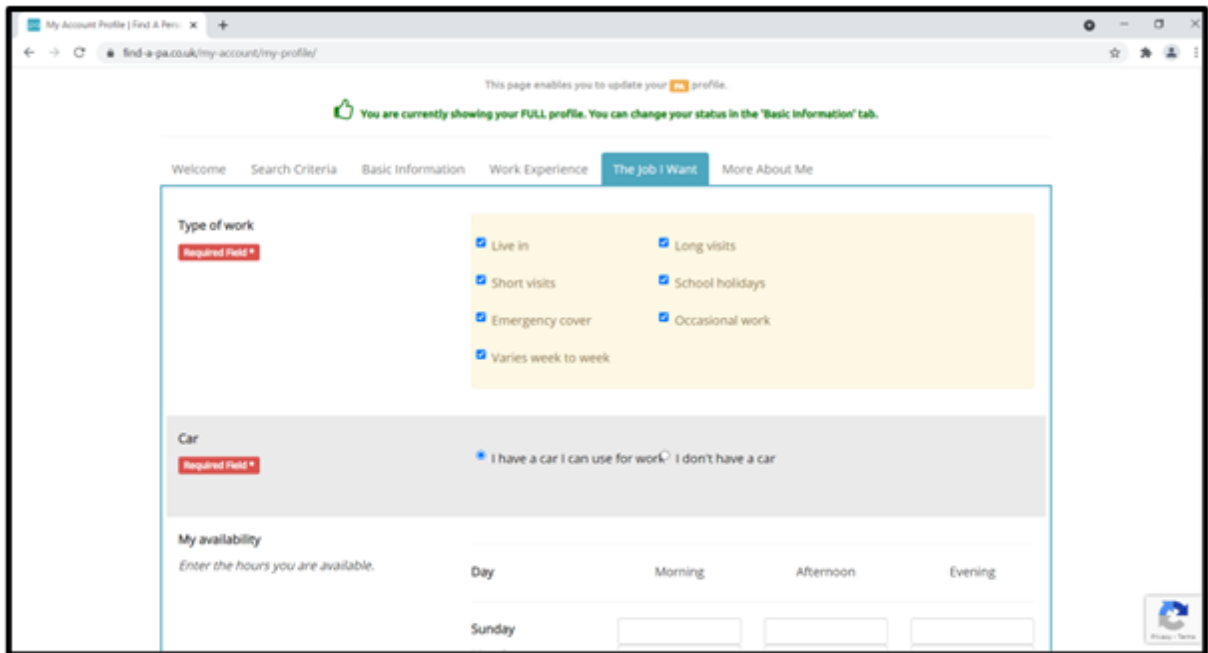 My Account Profile | Find A Pers
find-a-pa.co.uk/my-account/my-profile/
This page enables you to update your PA profile.
You are currently showing your FULL profile. You can change your status in the 'Basic Information' tab.
Welcome Search Criteria Basic Information Work Experience The Job I Want More About Me
Type of work
Required Field *
Live in Long visits
Short visits School holidays
Emergency cover Occasional work
Varies week to week
Car
Required Field *
I have a car I can use for work I don't have a car
My availability
Enter the hours you are available.
Day Morning Afternoon Evening
Sunday
Privacy - Terms